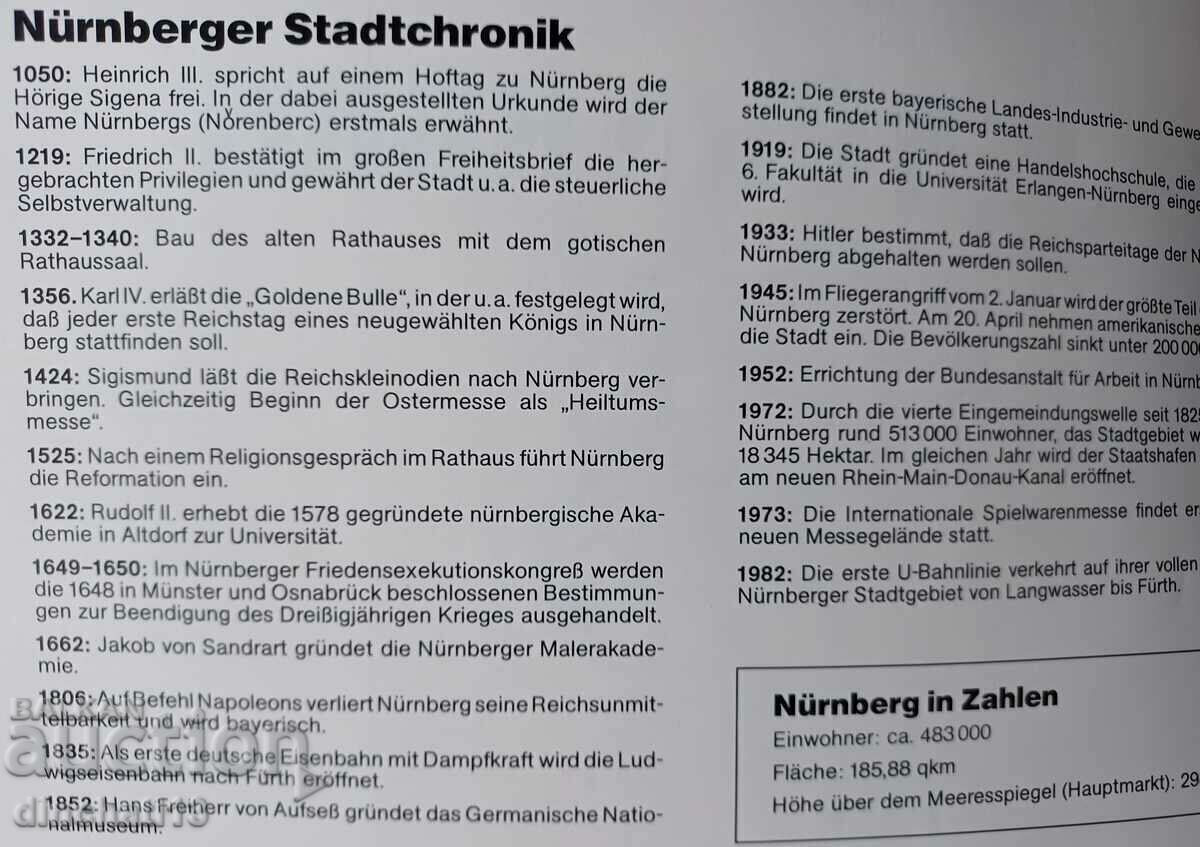 Nürnberger Stadtchronik
1050: Heinrich III. spricht auf einem Hoftag zu Nürnberg die
Hörige Sigena frei. In der dabei ausgestellten Urkunde wird der
Name Nürnbergs (Nǒrenberc) erstmals erwähnt.
1219: Friedrich II. bestätigt im großen Freiheitsbrief die her-
gebrachten Privilegien und gewährt der Stadt u. a. die steuerliche
Selbstverwaltung.
1332–1340: Bau des alten Rathauses mit dem gotischen
Rathaussaal.
1356. Karl IV. erläßt die „Goldene Bulle“, in der u. a. festgelegt wird,
daß jeder erste Reichstag eines neugewählten Königs in Nürn-
berg stattfinden soll.
1424: Sigismund läßt die Reichskleinodien nach Nürnberg ver-
bringen. Gleichzeitig Beginn der Ostermesse als „Heiltums-
messe“.
1525: Nach einem Religionsgespräch im Rathaus führt Nürnberg
die Reformation ein.
1622: Rudolf II. erhebt die 1578 gegründete nürnbergische Aka-
demie in Altdorf zur Universität.
1649–1650: Im Nürnberger Friedensexekutionskongreß werden
die 1648 in Münster und Osnabrück beschlossenen Bestimmun-
gen zur Beendigung des Dreißigjährigen Krieges ausgehandelt.
1662: Jakob von Sandrart gründet die Nürnberger Malerakade-
mie.
1806: Auf Befehl Napoleons verliert Nürnberg seine Reichsunmit-
telbarkeit und wird bayerisch.
1835: Als erste deutsche Eisenbahn mit Dampfkraft wird die Lud-
wigseisenbahn nach Fürth eröffnet.
1852: Hans Freiherr von Aufseß gründet das Germanische Natio-
nalmuseum.
1882: Die erste bayerische Landes-Industrie- und Gewe
stellung findet in Nürnberg statt.
1919: Die Stadt gründet eine Handelshochschule, die
6. Fakultät in die Universität Erlangen-Nürnberg einge
wird.
1933: Hitler bestimmt, daß die Reichsparteitage der N
Nürnberg abgehalten werden sollen.
1945: Im Fliegerangriff vom 2. Januar wird der größte Teil
Nürnberg zerstört. Am 20. April nehmen amerikanische
die Stadt ein. Die Bevölkerungszahl sinkt unter 200 000
1952: Errichtung der Bundesanstalt für Arbeit in Nürnb
1972: Durch die vierte Eingemeindungswelle seit 1825
Nürnberg rund 513 000 Einwohner, das Stadtgebiet w
18 345 Hektar. Im gleichen Jahr wird der Staatshafen
am neuen Rhein-Main-Donau-Kanal eröffnet.
1973: Die Internationale Spielwarenmesse findet er
neuen Messegelände statt.
1982: Die erste U-Bahnlinie verkehrt auf ihrer vollen
Nürnberger Stadtgebiet von Langwasser bis Fürth.
Nürnberg in Zahlen
Einwohner: ca. 483 000
Fläche: 185,88 qkm
Höhe über dem Meeresspiegel (Hauptmarkt): 29
BALKAN
auction
dinchati19